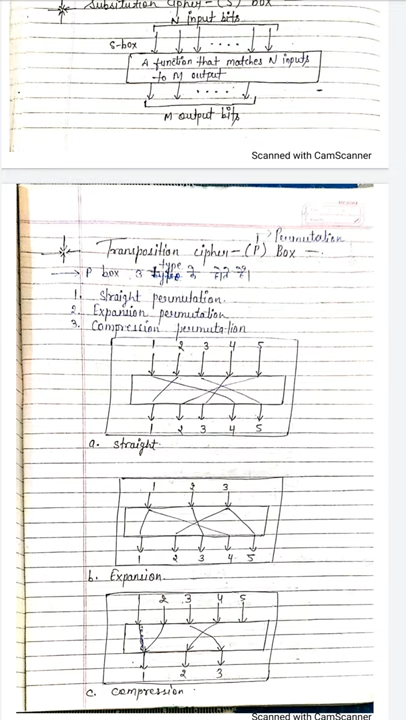 Substitution cipher - (S) box
N input bits
S-box
A function that matches N inputs
to M output
M output bits
Scanned with CamScanner
Permutation
Transposition cipher - (P) Box -
→ P box 3 type के होते हैं।
1. Straight permutation.
2. Expansion permutation
3. Compression permutation
1 2 3 4 5
1 2 3 4 5
a. straight.
1 2 3
1 2 3 4 5
b. Expansion.
1 2 3 4 5
1 2 3
c. compression.
Scanned with CamScanner